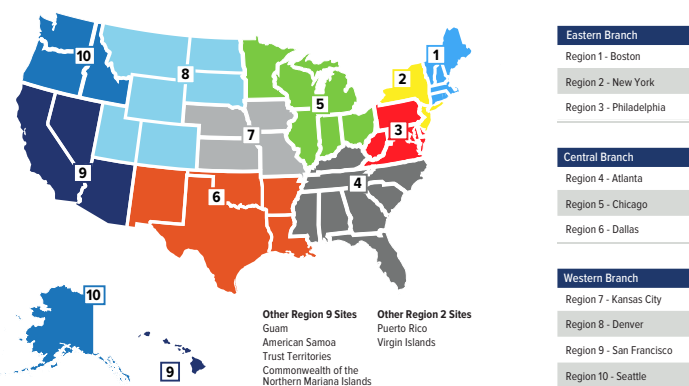 1
10
2
8
5
7
3
9
4
6
10
9
Other Region 9 Sites
Guam
American Samoa
Trust Territories
Commonwealth of the
Northern Mariana Islands
Other Region 2 Sites
Puerto Rico
Virgin Islands
Eastern Branch
Region 1 - Boston
Region 2 - New York
Region 3 - Philadelphia
Central Branch
Region 4 - Atlanta
Region 5 - Chicago
Region 6 - Dallas
Western Branch
Region 7 - Kansas City
Region 8 - Denver
Region 9 - San Francisco
Region 10 - Seattle